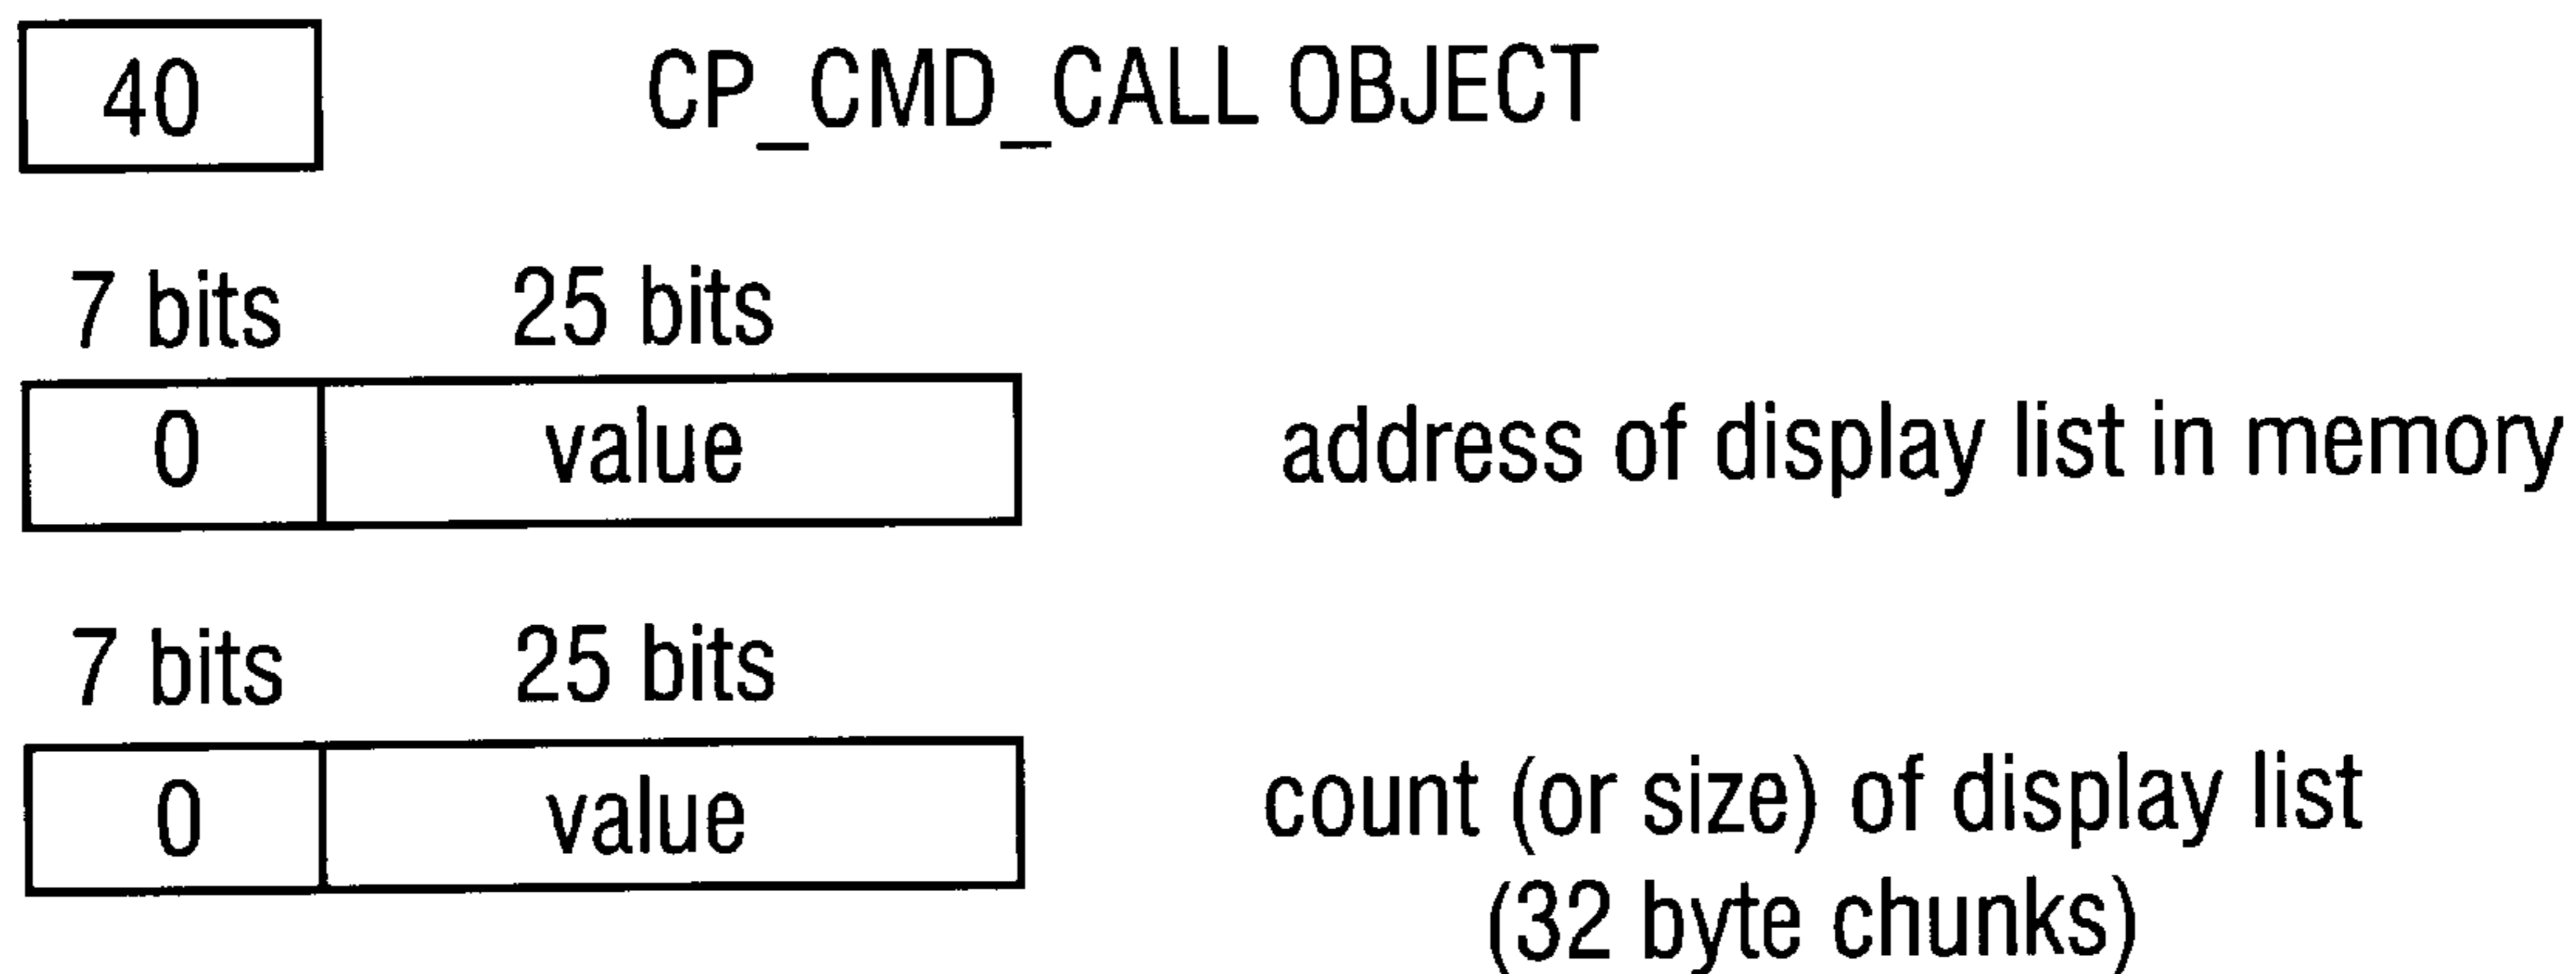 40 CP_CMD_CALL OBJECT
7 bits 25 bits
0 value address of display list in memory
7 bits 25 bits
0 value count (or size) of display list
(32 byte chunks)